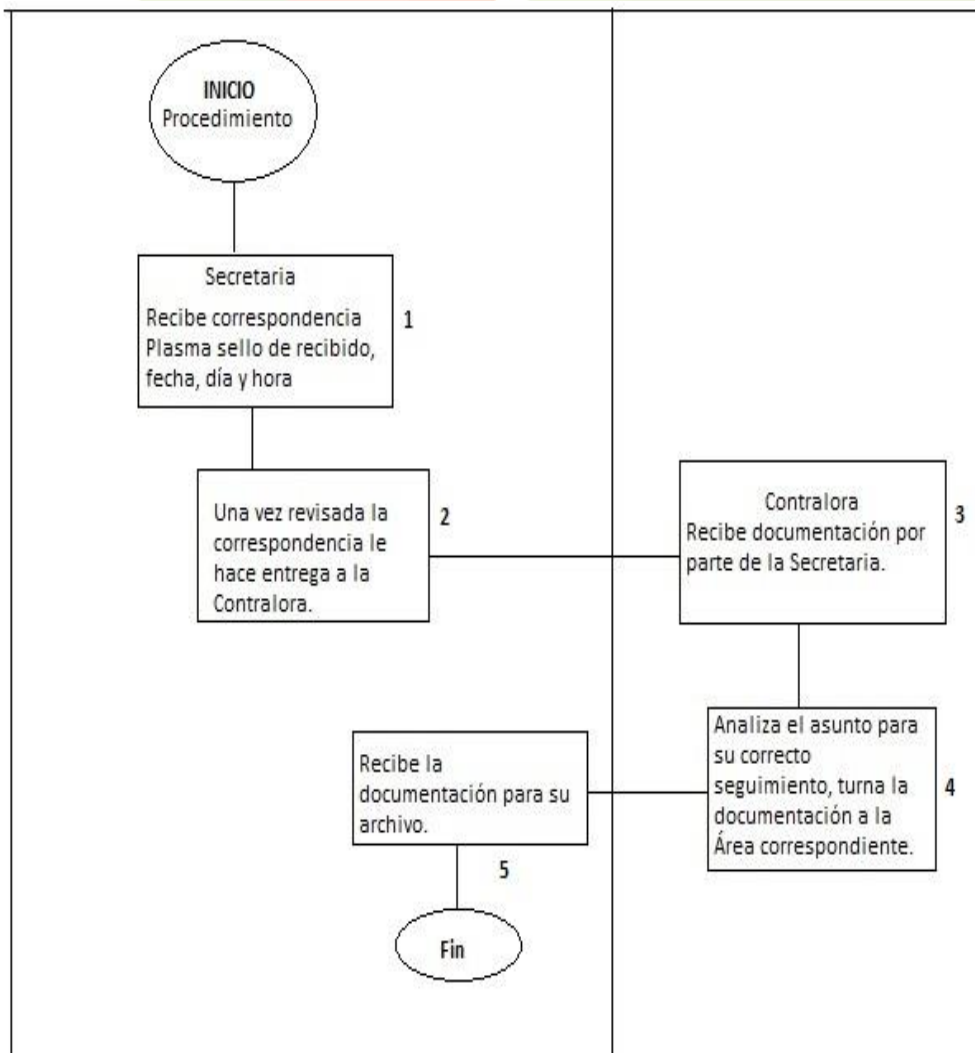 INICIO
Procedimiento
Secretaria
Recibe correspondencia
Plasma sello de recibido,
fecha, día y hora
1
Una vez revisada la
correspondencia le
hace entrega a la
Contralora.
2
Contralora
Recibe documentación por
parte de la Secretaria.
3
Analiza el asunto para
su correcto
seguimiento, turna la
documentación a la
Área correspondiente.
4
Recibe la
documentación para su
archivo.
5
Fin